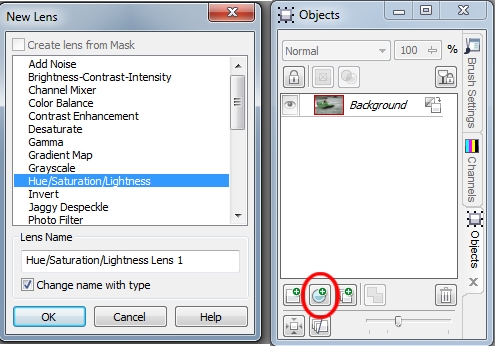 New Lens
Create lens from Mask
Add Noise
Brightness-Contrast-Intensity
Channel Mixer
Color Balance
Contrast Enhancement
Desaturate
Gamma
Gradient Map
Grayscale
Hue/Saturation/Lightness
Invert
Jaggy Despeckle
Photo Filter
Lens Name
Hue/Saturation/Lightness Lens 1
Change name with type
OK
Cancel
Help
Objects
Normal
100
%
Background
Brush Settings
Channels
Objects